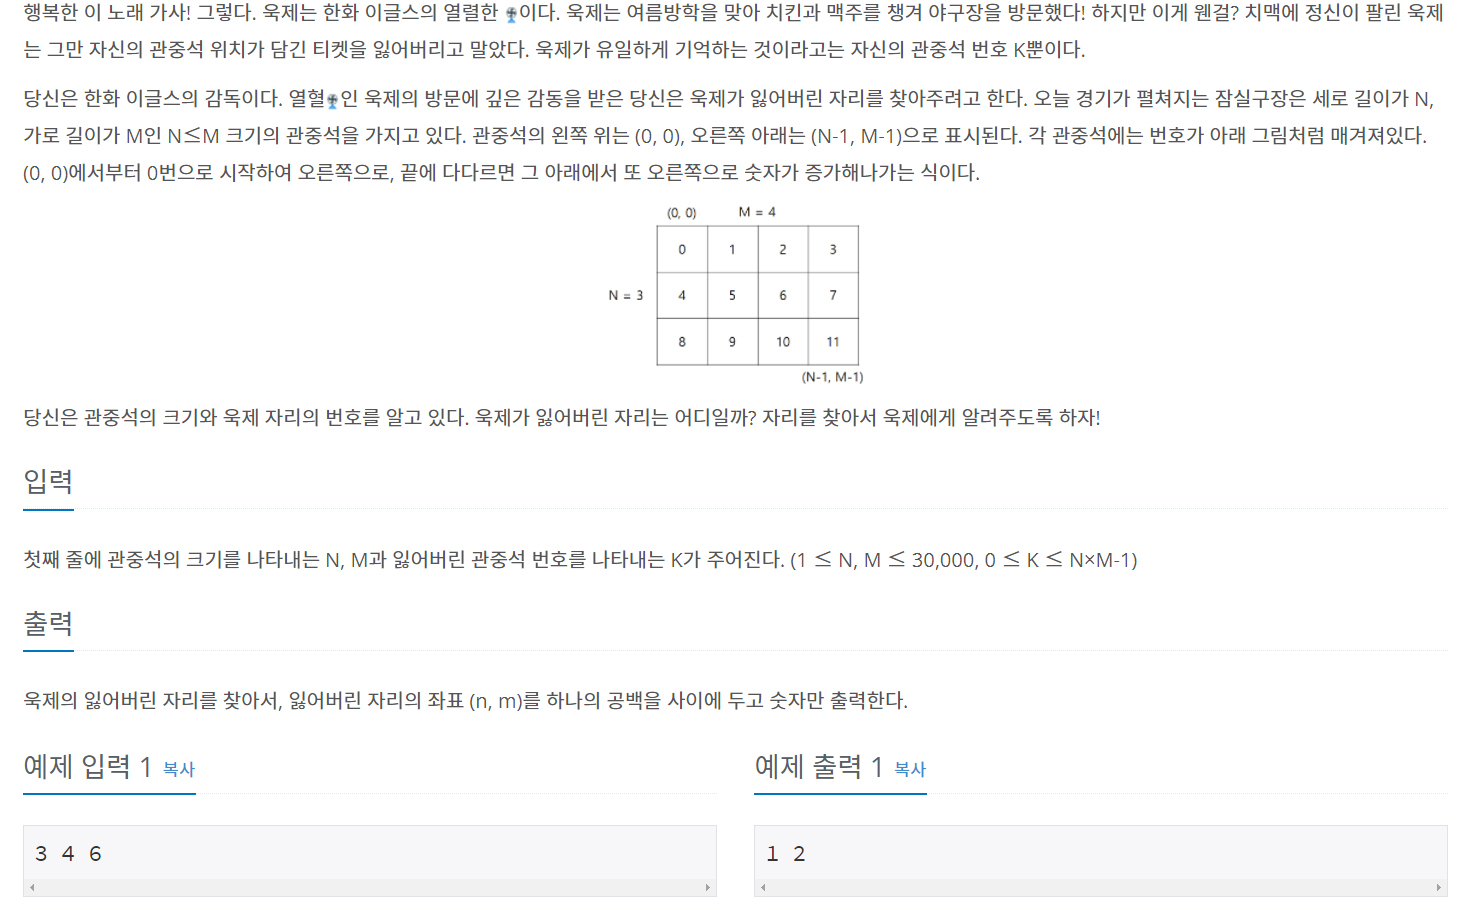 행복한 이 노래 가사! 그렇다. 욱제는 한화 이글스의 열렬한 이다. 욱제는 여름방학을 맞아 치킨과 맥주를 챙겨 야구장을 방문했다! 하지만 이게 웬걸? 치맥에 정신이 팔린 욱제
는 그만 자신의 관중석 위치가 담긴 티켓을 잃어버리고 말았다. 욱제가 유일하게 기억하는 것이라고는 자신의 관중석 번호 K뿐이다.
당신은 한화 이글스의 감독이다. 열혈 인 욱제의 방문에 깊은 감동을 받은 당신은 욱제가 잃어버린 자리를 찾아주려고 한다. 오늘 경기가 펼쳐지는 잠실구장은 세로 길이가 N,
가로 길이가 M인 N≤M 크기의 관중석을 가지고 있다. 관중석의 왼쪽 위는 (0, 0), 오른쪽 아래는 (N-1, M-1)으로 표시된다. 각 관중석에는 번호가 아래 그림처럼 매겨져있다.
(0, 0)에서부터 0번으로 시작하여 오른쪽으로, 끝에 다다르면 그 아래에서 또 오른쪽으로 숫자가 증가해나가는 식이다.
(0, 0) M = 4
0 1 2 3
N = 3 4 5 6 7
8 9 10 11
(N-1, M-1)
당신은 관중석의 크기와 욱제 자리의 번호를 알고 있다. 욱제가 잃어버린 자리는 어디일까? 자리를 찾아서 욱제에게 알려주도록 하자!
입력
첫째 줄에 관중석의 크기를 나타내는 N, M과 잃어버린 관중석 번호를 나타내는 K가 주어진다. (1 ≤ N, M ≤ 30,000, 0 ≤ K ≤ N×M-1)
출력
욱제의 잃어버린 자리를 찾아서, 잃어버린 자리의 좌표 (n, m)를 하나의 공백을 사이에 두고 숫자만 출력한다.
예제 입력 1 복사
3 4 6
예제 출력 1 복사
1 2